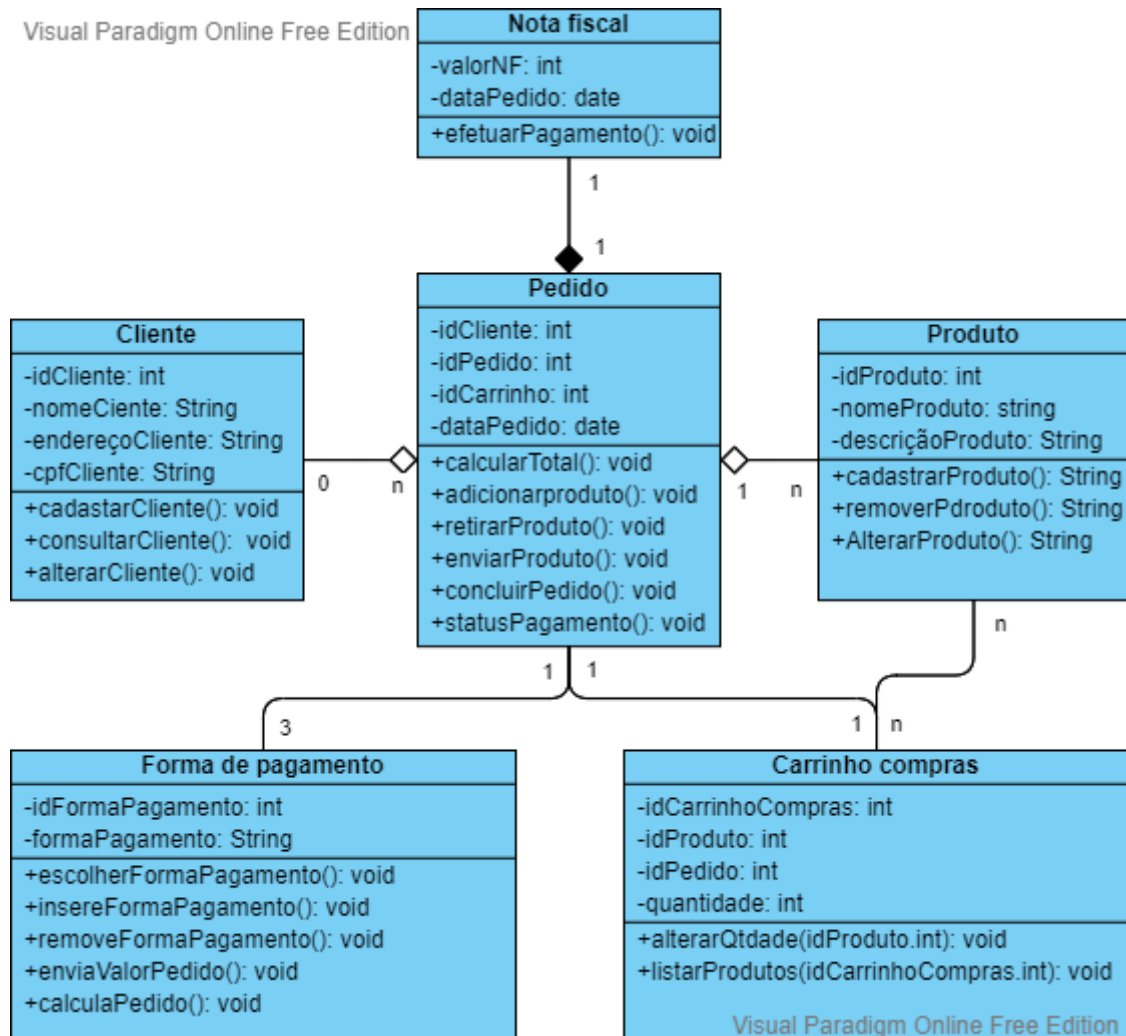 Visual Paradigm Online Free Edition
Nota fiscal
-valorNF: int
-dataPedido: date
+efetuarPagamento(): void
1
1
Pedido
-idCliente: int
-idPedido: int
-idCarrinho: int
-dataPedido: date
+calcularTotal(): void
+adicionarproduto(): void
+retirarProduto(): void
+enviarProduto(): void
+concluirPedido(): void
+statusPagamento(): void
Cliente
-idCliente: int
-nomeCiente: String
-endereçoCliente: String
-cpfCliente: String
+cadastarCliente(): void
+consultarCliente():  void
+alterarCliente(): void
0
n
1
n
Produto
-idProduto: int
-nomeProduto: string
-descriçãoProduto: String
+cadastrarProduto(): String
+removerPdroduto(): String
+AlterarProduto(): String
1
1
n
3
1
n
Forma de pagamento
-idFormaPagamento: int
-formaPagamento: String
+escolherFormaPagamento(): void
+insereFormaPagamento(): void
+removeFormaPagamento(): void
+enviaValorPedido(): void
+calculaPedido(): void
Carrinho compras
-idCarrinhoCompras: int
-idProduto: int
-idPedido: int
-quantidade: int
+alterarQtdade(idProduto.int): void
+listarProdutos(idCarrinhoCompras.int): void
Visual Paradigm Online Free Edition